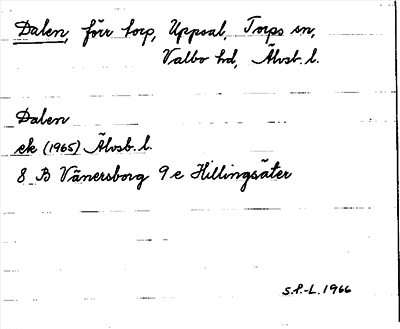 Dalen, förr torp, Uppsal, Torps sn,
Valbo hd, Älvsb. l.
Dalen
ek (1965) Älvsb. l.
8 B Vänersborg 9 e Hillingsäter
S.P.-L. 1966